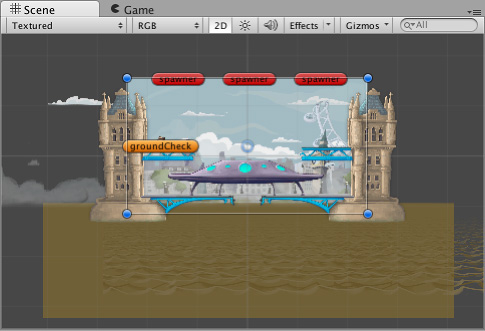 Scene Game
Textured RGB 2D Effects Gizmos All
spawner spawner spawner
groundCheck